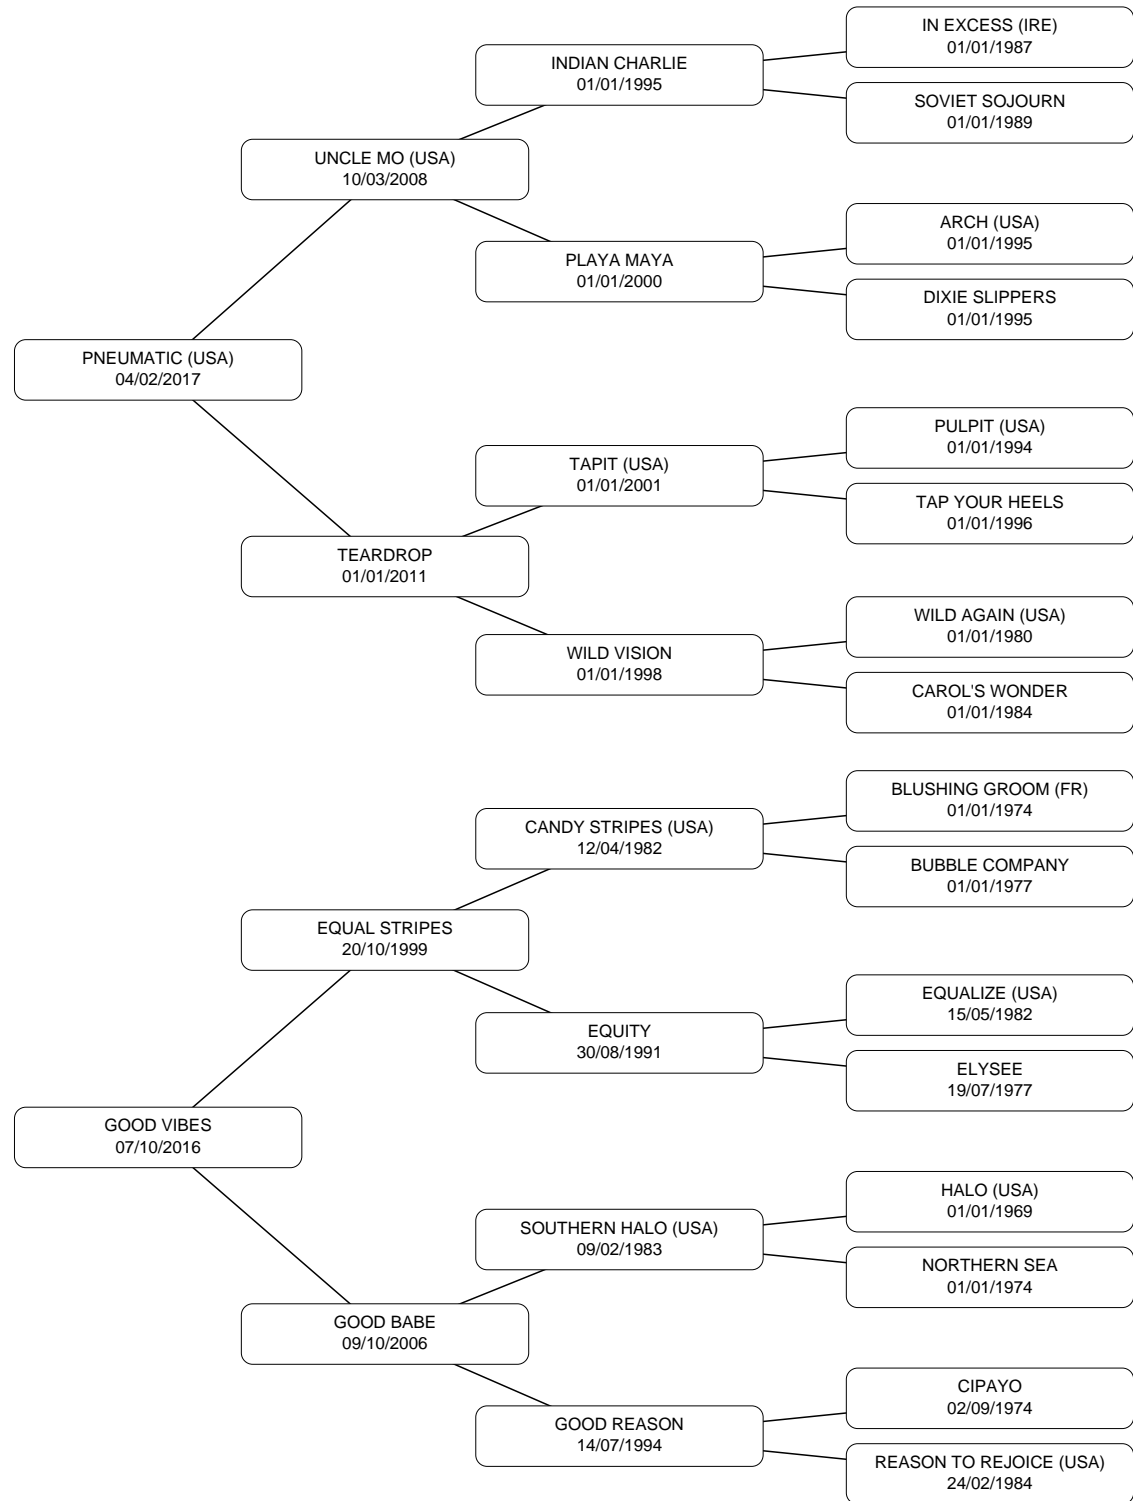 IN EXCESS (IRE)
01/01/1987
INDIAN CHARLIE
01/01/1995
SOVIET SOJOURN
01/01/1989
UNCLE MO (USA)
10/03/2008
ARCH (USA)
01/01/1995
PLAYA MAYA
01/01/2000
DIXIE SLIPPERS
01/01/1995
PNEUMATIC (USA)
04/02/2017
PULPIT (USA)
01/01/1994
TAPIT (USA)
01/01/2001
TAP YOUR HEELS
01/01/1996
TEARDROP
01/01/2011
WILD AGAIN (USA)
01/01/1980
WILD VISION
01/01/1998
CAROL'S WONDER
01/01/1984
BLUSHING GROOM (FR)
01/01/1974
CANDY STRIPES (USA)
12/04/1982
BUBBLE COMPANY
01/01/1977
EQUAL STRIPES
20/10/1999
EQUALIZE (USA)
15/05/1982
EQUITY
30/08/1991
ELYSEE
19/07/1977
GOOD VIBES
07/10/2016
HALO (USA)
01/01/1969
SOUTHERN HALO (USA)
09/02/1983
NORTHERN SEA
01/01/1974
GOOD BABE
09/10/2006
CIPAYO
02/09/1974
GOOD REASON
14/07/1994
REASON TO REJOICE (USA)
24/02/1984